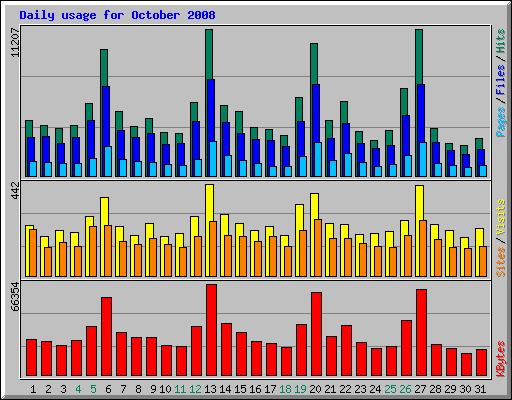 Daily usage for October 2008
11207
Pages / Files / Hits
442
Sites / Visits
66354
KBytes
1 2 3 4 5 6 7 8 9 10 11 12 13 14 15 16 17 18 19 20 21 22 23 24 25 26 27 28 29 30 31